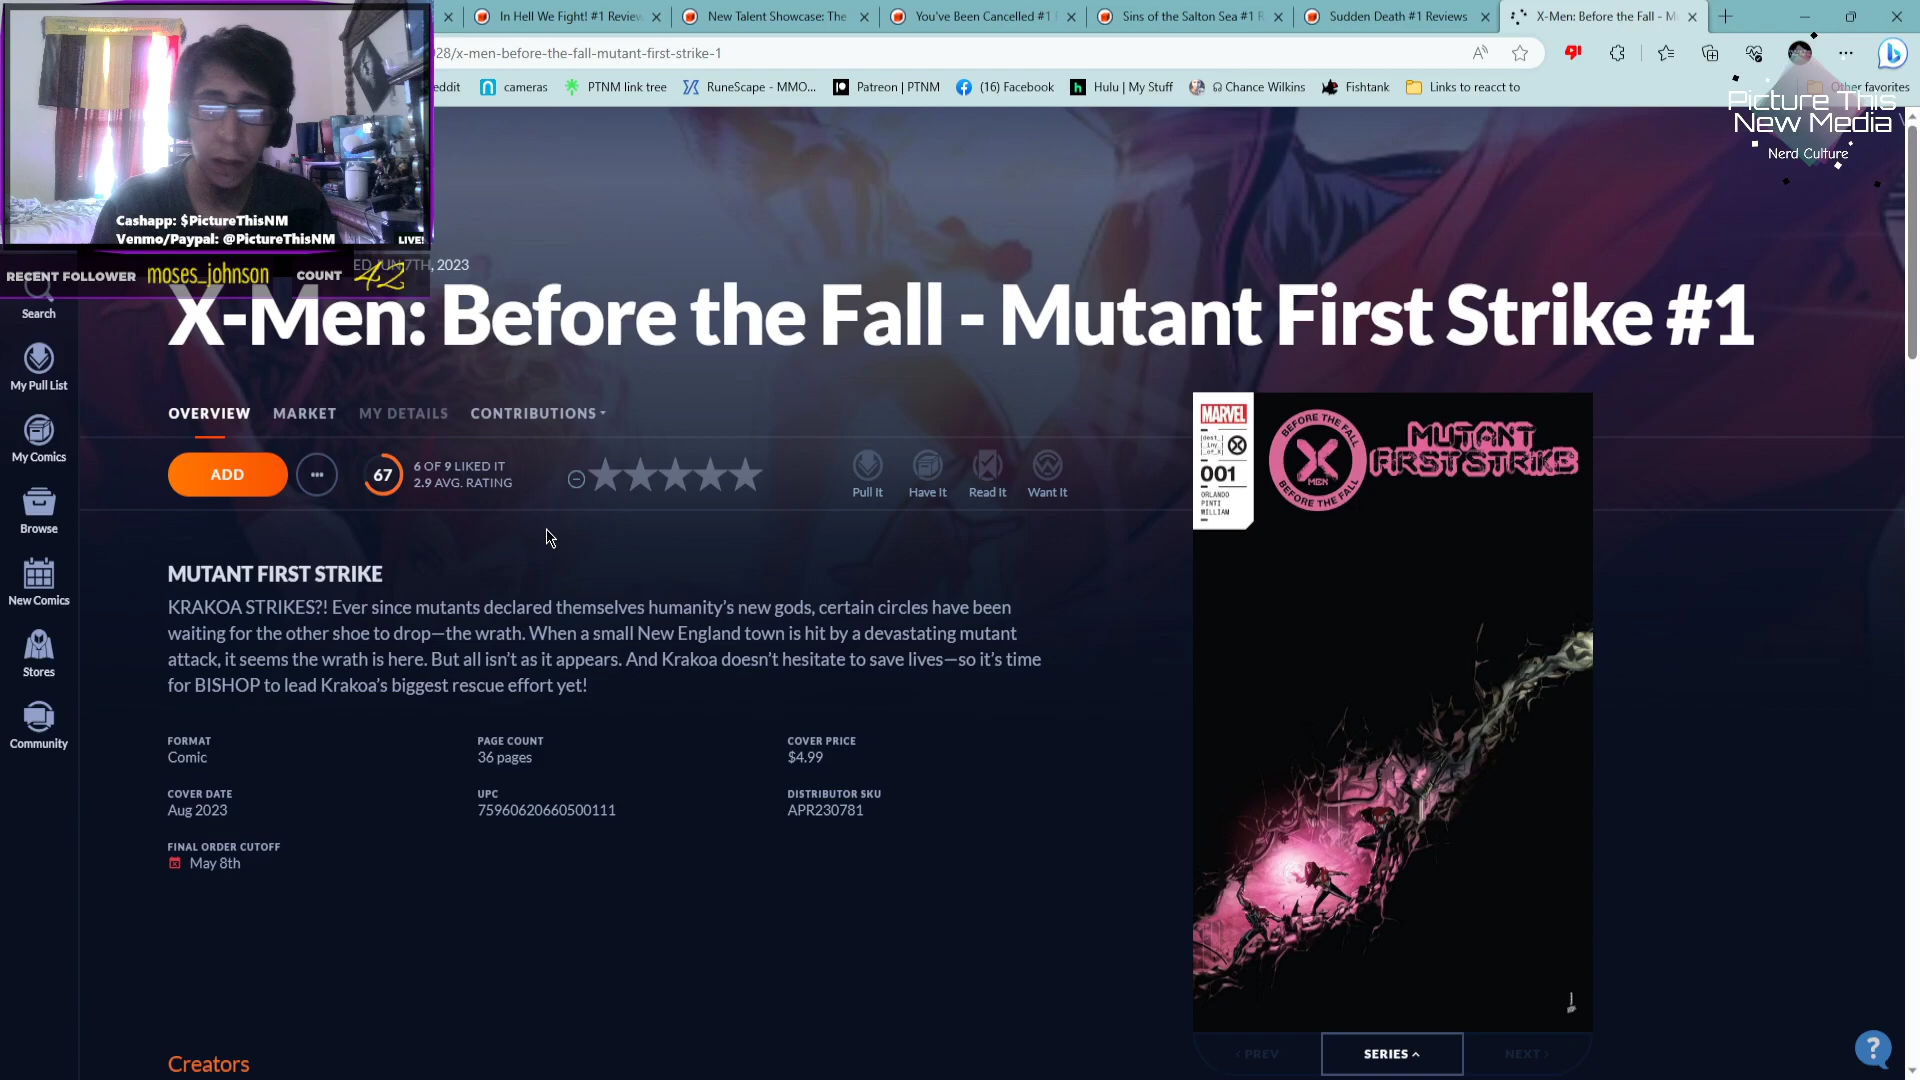 In Hell We Fight! #1 Review
New Talent Showcase: The
You've Been Cancelled #1
Sins of the Salton Sea #1 R
Sudden Death #1 Reviews
X-Men: Before the Fall - M
28/x-men-before-the-fall-mutant-first-strike-1
eddit
cameras
PTNM link tree
RuneScape - MMO...
Patreon | PTNM
(16) Facebook
Hulu | My Stuff
Chance Wilkins
Fishtank
Links to reacct to
Other favorites
Picture This
New Media
Nerd Culture
Cashapp: $PictureThisNM
Venmo/Paypal: @PictureThisNM
LIVE!
RECENT FOLLOWER moses_johnson COUNT 42
ED JUN 7TH, 2023
X-Men: Before the Fall - Mutant First Strike #1
Search
My Pull List
My Comics
Browse
New Comics
Stores
Community
OVERVIEW MARKET MY DETAILS CONTRIBUTIONS
ADD
67
6 OF 9 LIKED IT
2.9 AVG. RATING
Pull It
Have It
Read It
Want It
MUTANT FIRST STRIKE
KRAKOA STRIKES?! Ever since mutants declared themselves humanity's new gods, certain circles have been
waiting for the other shoe to drop—the wrath. When a small New England town is hit by a devastating mutant
attack, it seems the wrath is here. But all isn't as it appears. And Krakoa doesn't hesitate to save lives—so it's time
for BISHOP to lead Krakoa's biggest rescue effort yet!
FORMAT
Comic
PAGE COUNT
36 pages
COVER PRICE
$4.99
COVER DATE
Aug 2023
UPC
75960620660500111
DISTRIBUTOR SKU
APR230781
FINAL ORDER CUTOFF
May 8th
Creators
MARVEL
[dest_]
[_iny_]
[_of_X]
001
ORLANDO
PINTI
WILLIAM
BEFORE THE FALL
X
MEN
BEFORE THE FALL
MUTANT
FIRST STRIKE
PREV
SERIES
NEXT
?